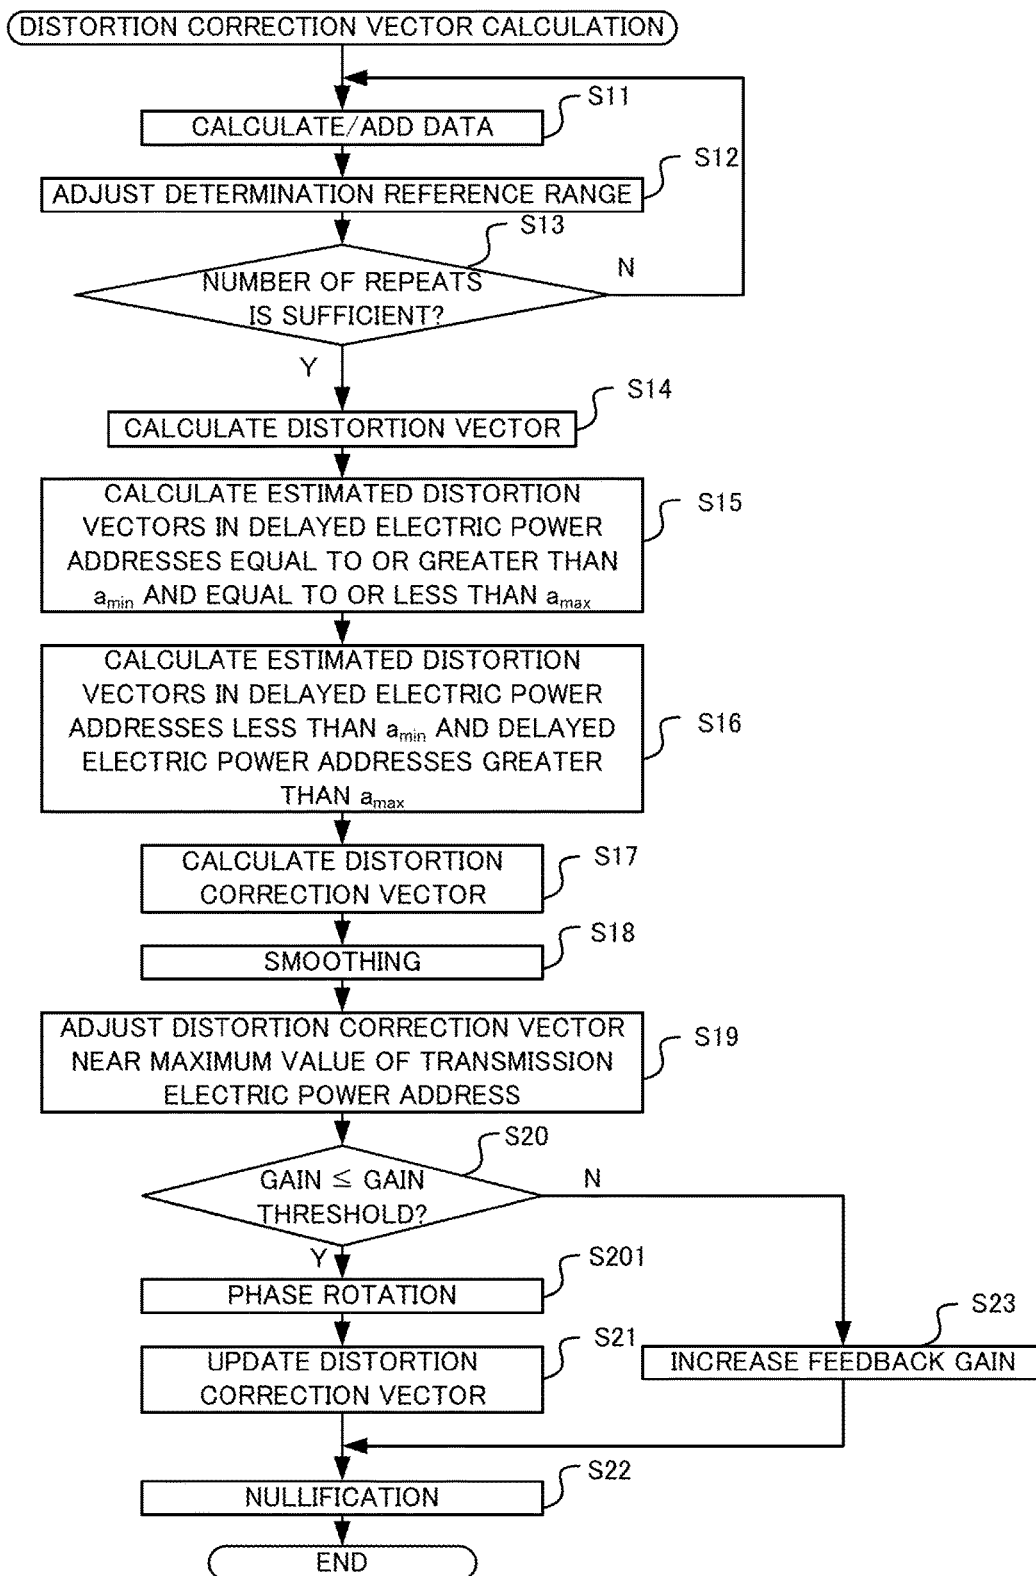 DISTORTION CORRECTION VECTOR CALCULATION
S11
CALCULATE/ADD DATA
S12
ADJUST DETERMINATION REFERENCE RANGE
S13
NUMBER OF REPEATS
IS SUFFICIENT?
N
Y
S14
CALCULATE DISTORTION VECTOR
S15
CALCULATE ESTIMATED DISTORTION
VECTORS IN DELAYED ELECTRIC POWER
ADDRESSES EQUAL TO OR GREATER THAN
amin AND EQUAL TO OR LESS THAN amax
S16
CALCULATE ESTIMATED DISTORTION
VECTORS IN DELAYED ELECTRIC POWER
ADDRESSES LESS THAN amin AND DELAYED
ELECTRIC POWER ADDRESSES GREATER
THAN amax
S17
CALCULATE DISTORTION
CORRECTION VECTOR
S18
SMOOTHING
S19
ADJUST DISTORTION CORRECTION VECTOR
NEAR MAXIMUM VALUE OF TRANSMISSION
ELECTRIC POWER ADDRESS
S20
GAIN ≤ GAIN
THRESHOLD?
N
Y
S201
PHASE ROTATION
S21
UPDATE DISTORTION
CORRECTION VECTOR
S23
INCREASE FEEDBACK GAIN
S22
NULLIFICATION
END